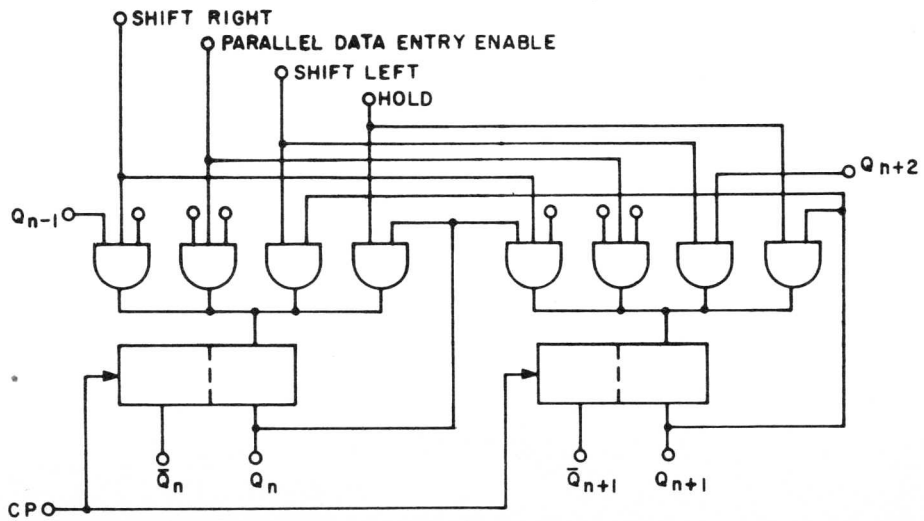 SHIFT RIGHT
PARALLEL DATA ENTRY ENABLE
SHIFT LEFT
HOLD
Qn+2
Qn-1
Q̅n
Qn
Q̅n+1
Qn+1
CP